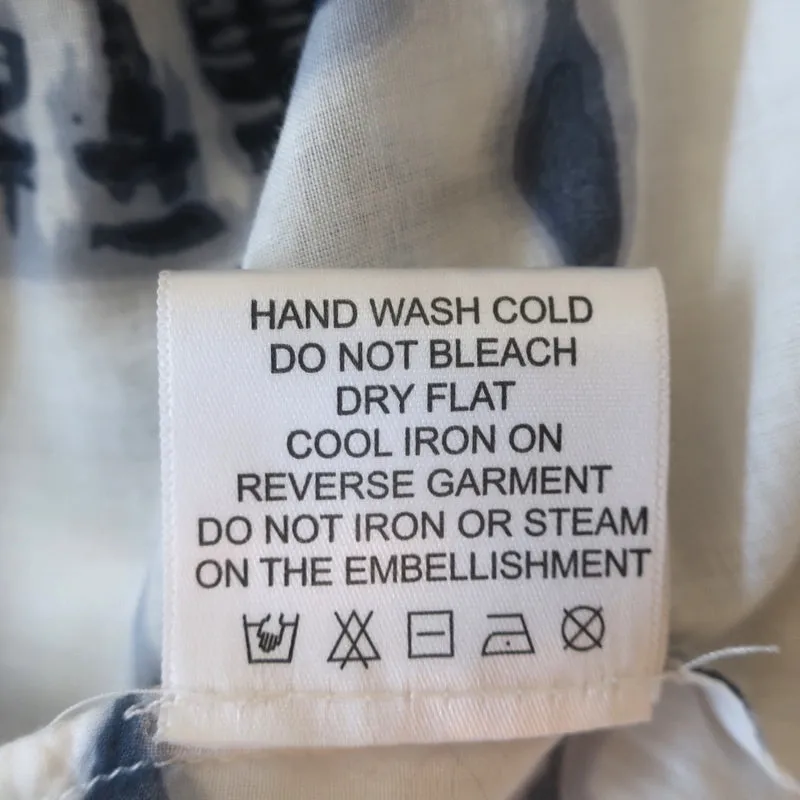 HAND WASH COLD
DO NOT BLEACH
DRY FLAT
COOL IRON ON
REVERSE GARMENT
DO NOT IRON OR STEAM
ON THE EMBELLISHMENT